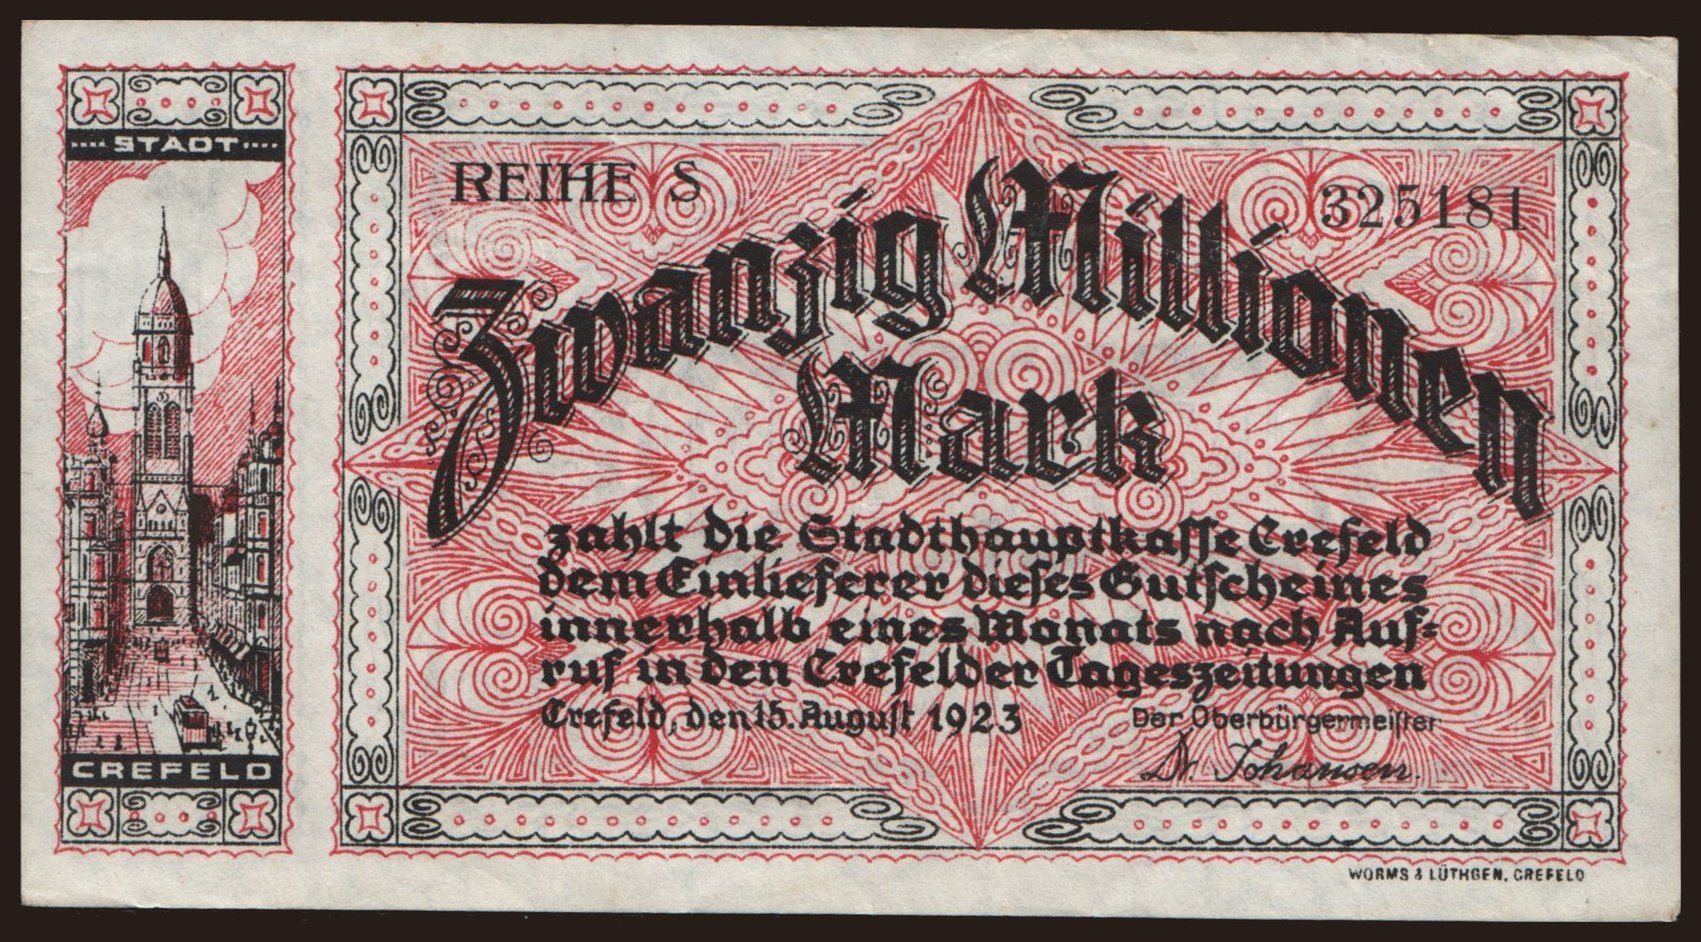 STADT
CREFELD
REIHE S
325181
Zwanzig Millionen
Mark
zahlt die Stadthauptkasse Crefeld
dem Einlieferer dieses Gutscheines
innerhalb eines Monats nach Auf-
ruf in den Crefelder Tageszeitungen
Crefeld, den 15. August 1923
Der Oberbürgermeister
Dr. Johansen.
WORMS & LÜTHGEN, CREFELD